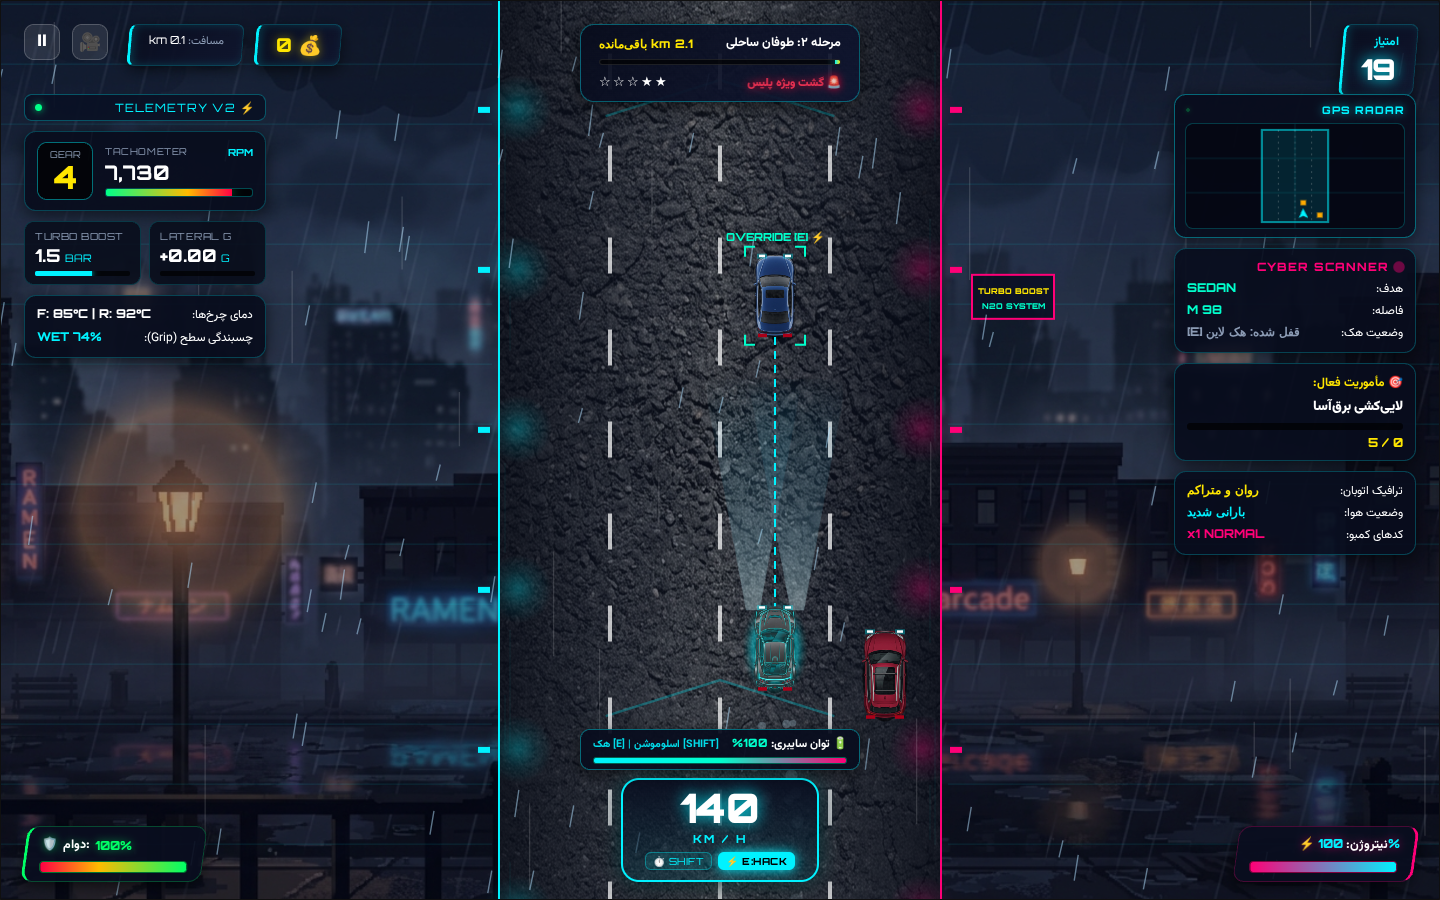 مسافت: 0.1 km
0
TELEMETRY V2
GEAR
4
TACHOMETER
RPM
7,730
TURBO BOOST
1.5 BAR
LATERAL G
+0.00 G
دمای چرخ‌ها: F: 85°C | R: 92°C
چسبندگی سطح (Grip): WET 74%
مرحله ۲: طوفان ساحلی
2.1 km باقی‌مانده
🚨 گشت ویژه پلیس
★★☆☆☆
OVERRIDE [E] ⚡
TURBO BOOST
N2O SYSTEM
امتیاز
19
GPS RADAR
CYBER SCANNER
هدف: SEDAN
فاصله: 98 M
وضعیت هک: قفل شده: هک لاین [E]
🎯 مأموریت فعال:
لایی‌کشی برق‌آسا
0 / 5
ترافیک اتوبان: روان و متراکم
وضعیت هوا: بارانی شدید
کدهای کمبو: x1 NORMAL
RAMEN
RAMEN
arcade
🔋 توان سایبری: 100%
[SHIFT] اسلوموشن | [E] هک
140
KM / H
SHIFT
E:HACK
دوام: 100%
نیتروژن: 100%